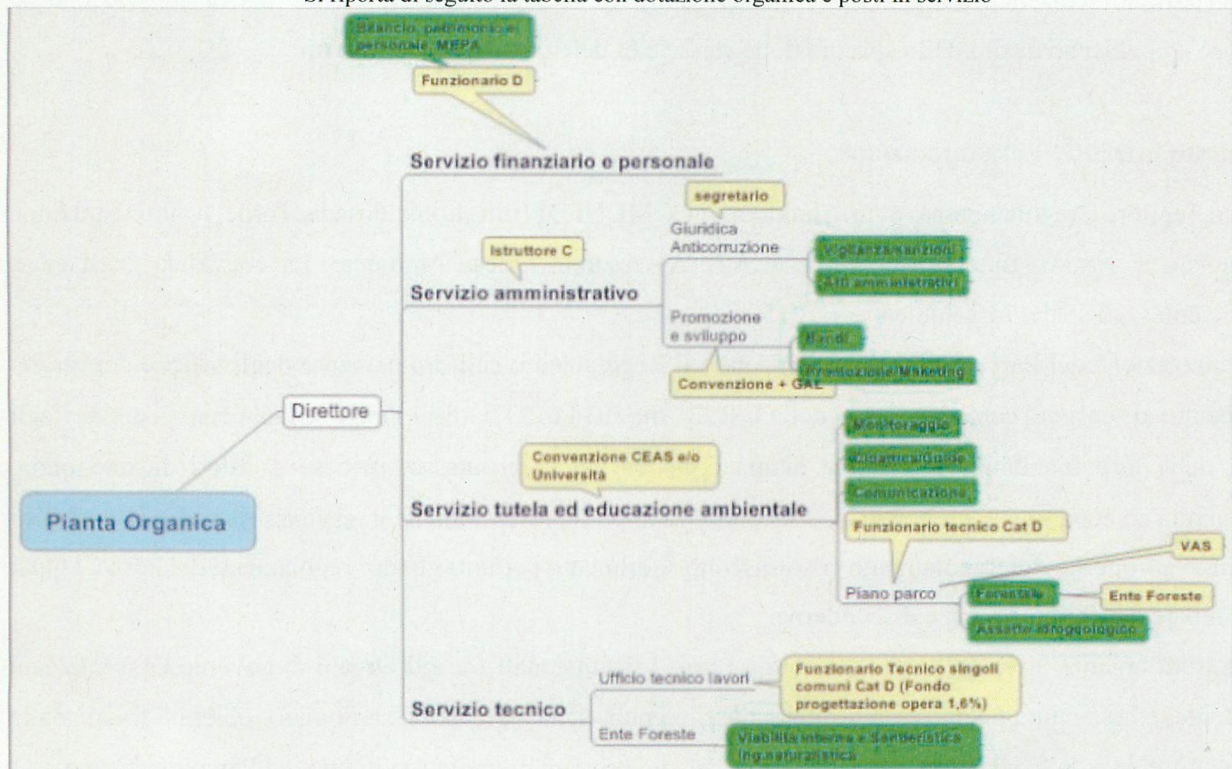 Si riporta di seguito la tabella con dotazione organica e posti in servizio
Bilancio, patrimonio e
personale, MEPA
Funzionario D
Servizio finanziario e personale
segretario
Giuridica
Anticorruzione
Vigilanza/sanzioni
Atti amministrativi
Istruttore C
Servizio amministrativo
Promozione
e sviluppo
Bandi
Promozione/Marketing
Convenzione + GAL
Direttore
Pianta Organica
Convenzione CEAS e/o
Università
Servizio tutela ed educazione ambientale
Monitoraggio
Didattica/Guide
Comunicazione
Funzionario tecnico Cat D
VAS
Piano parco
Forestale
Ente Foreste
Assetto idrogeologico
Servizio tecnico
Ufficio tecnico lavori
Funzionario Tecnico singoli
comuni Cat D (Fondo
progettazione opera 1,6%)
Ente Foreste
Viabilità interna e Sentieristica
Ing.naturalistica